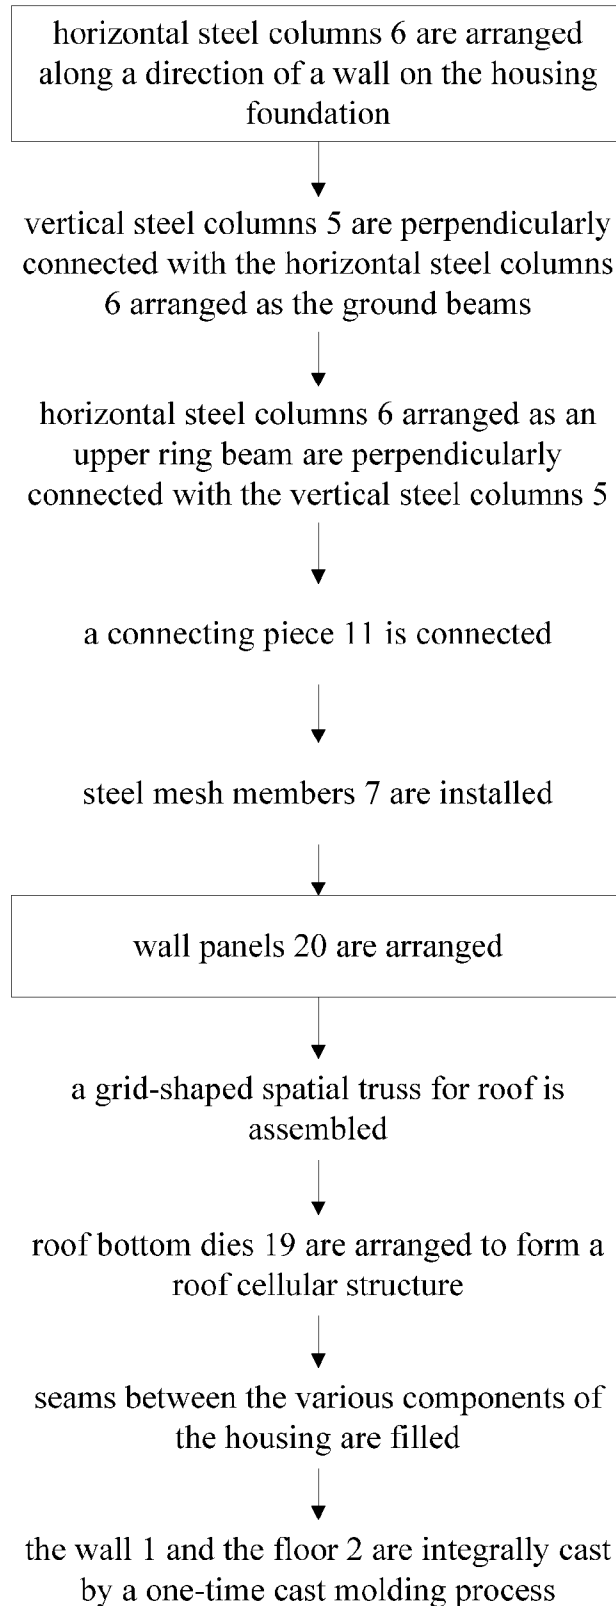 horizontal steel columns 6 are arranged
along a direction of a wall on the housing
foundation
vertical steel columns 5 are perpendicularly
connected with the horizontal steel columns
6 arranged as the ground beams
horizontal steel columns 6 arranged as an
upper ring beam are perpendicularly
connected with the vertical steel columns 5
a connecting piece 11 is connected
steel mesh members 7 are installed
wall panels 20 are arranged
a grid-shaped spatial truss for roof is
assembled
roof bottom dies 19 are arranged to form a
roof cellular structure
seams between the various components of
the housing are filled
the wall 1 and the floor 2 are integrally cast
by a one-time cast molding process